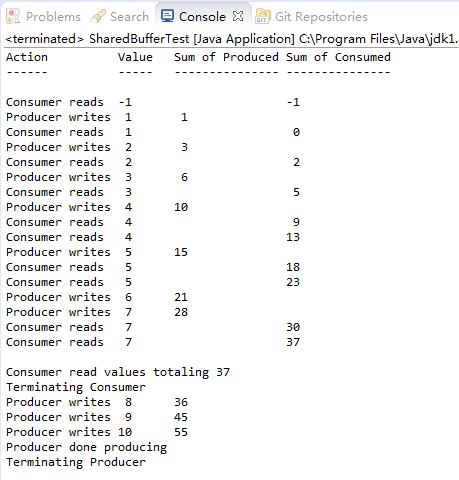 Problems Search Console Git Repositories
<terminated> SharedBufferTest [Java Application] C:\Program Files\Java\jdk1.
Action Value Sum of Produced Sum of Consumed
------ ----- --------------- ---------------
Consumer reads -1 -1
Producer writes 1 1
Consumer reads 1 0
Producer writes 2 3
Consumer reads 2 2
Producer writes 3 6
Consumer reads 3 5
Producer writes 4 10
Consumer reads 4 9
Consumer reads 4 13
Producer writes 5 15
Consumer reads 5 18
Consumer reads 5 23
Producer writes 6 21
Producer writes 7 28
Consumer reads 7 30
Consumer reads 7 37
Consumer read values totaling 37
Terminating Consumer
Producer writes 8 36
Producer writes 9 45
Producer writes 10 55
Producer done producing
Terminating Producer